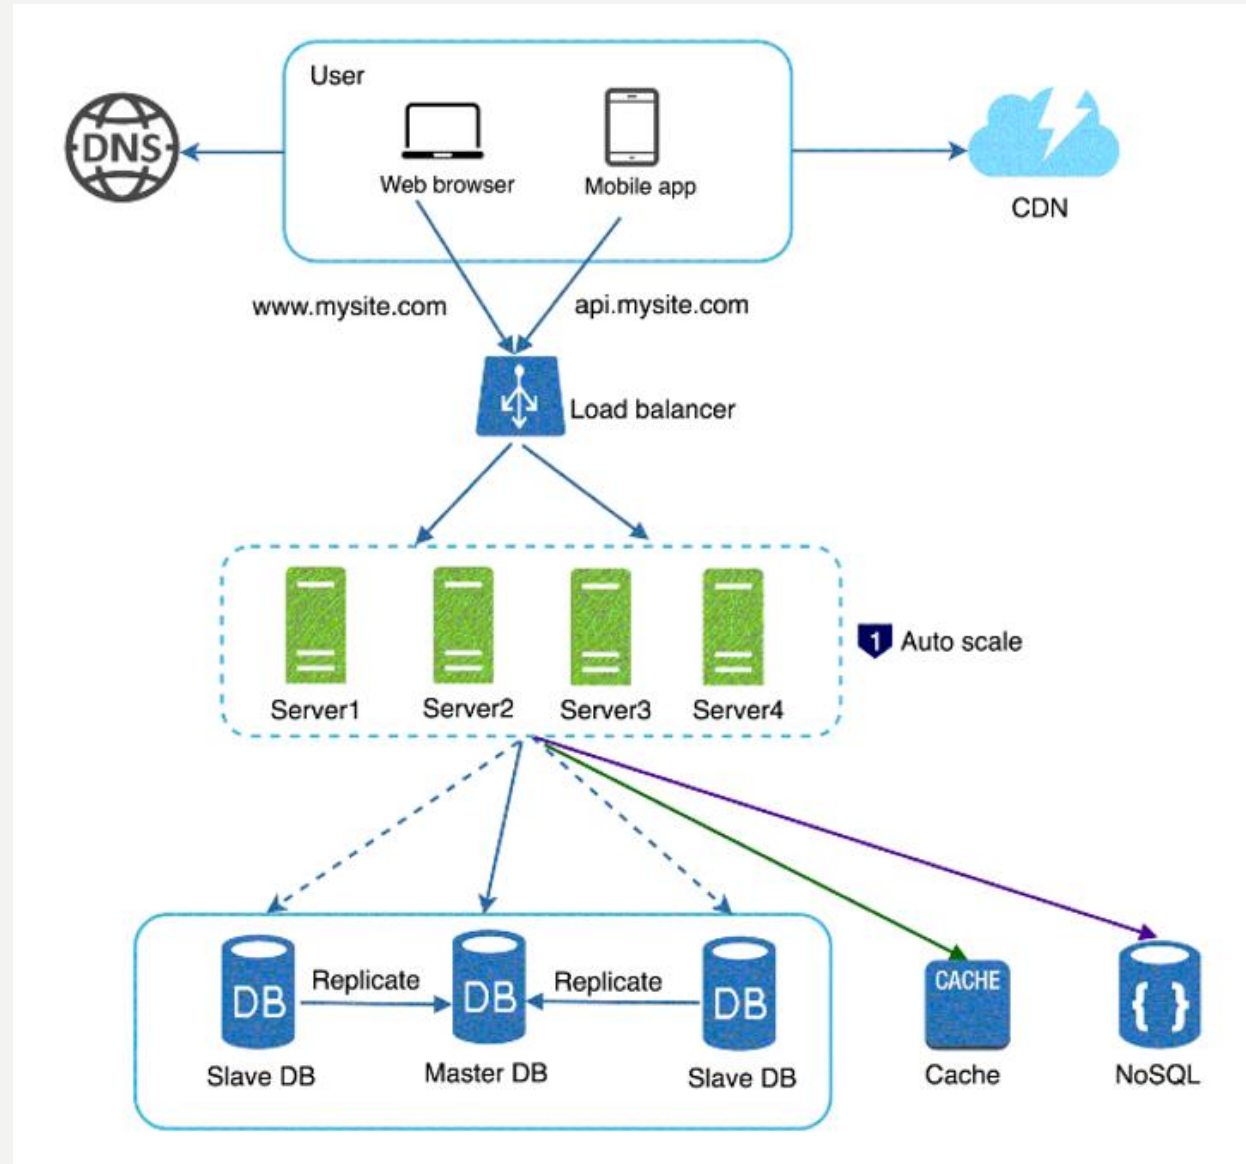 User
DNS
Web browser
Mobile app
CDN
www.mysite.com
api.mysite.com
Load balancer
1 Auto scale
Server1
Server2
Server3
Server4
DB
Replicate
DB
Replicate
DB
CACHE
{ }
Slave DB
Master DB
Slave DB
Cache
NoSQL